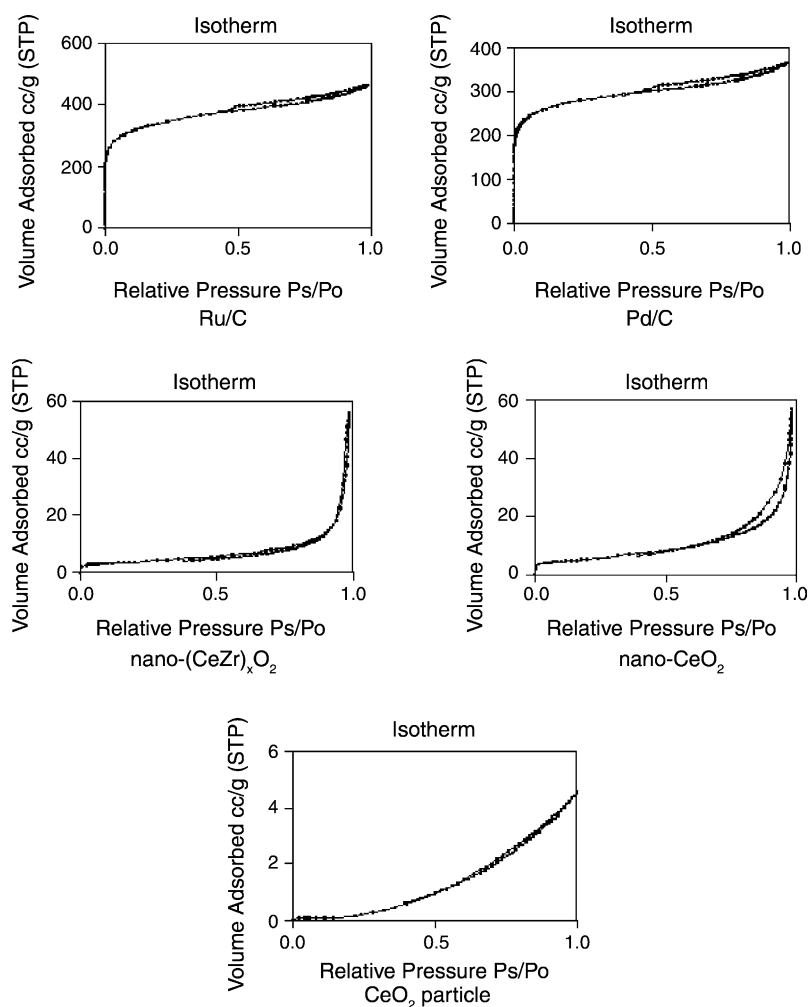 Isotherm
Volume Adsorbed cc/g (STP)
600
400
200
0
0.0
0.5
1.0
Relative Pressure Ps/Po
Ru/C
Isotherm
Volume Adsorbed cc/g (STP)
400
300
200
100
0
0.0
0.5
1.0
Relative Pressure Ps/Po
Pd/C
Isotherm
Volume Adsorbed cc/g (STP)
60
40
20
0
0.0
0.5
1.0
Relative Pressure Ps/Po
nano-(CeZr)ₓO₂
Isotherm
Volume Adsorbed cc/g (STP)
60
40
20
0
0.0
0.5
1.0
Relative Pressure Ps/Po
nano-CeO₂
Isotherm
Volume Adsorbed cc/g (STP)
6
4
2
0
0.0
0.5
1.0
Relative Pressure Ps/Po
CeO₂ particle